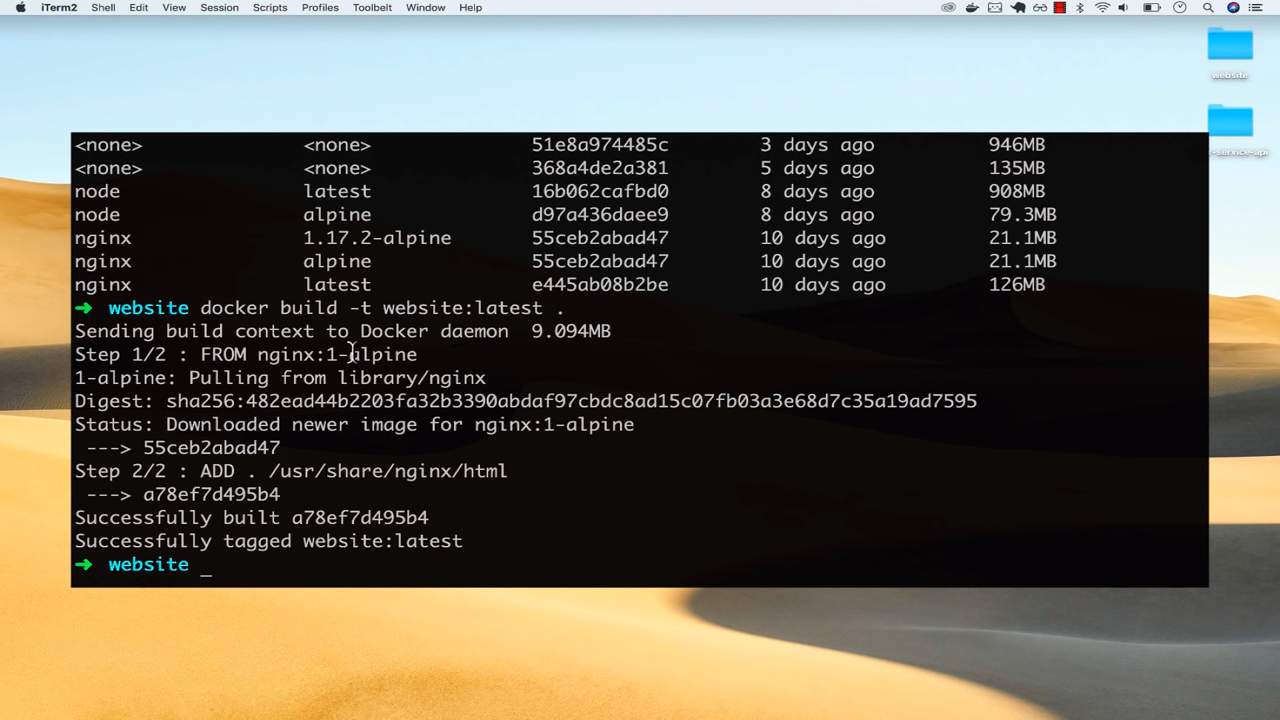 iTerm2 Shell Edit View Session Scripts Profiles Toolbelt Window Help
website
-service-api
<none> <none> 51e8a974485c 3 days ago 946MB
<none> <none> 368a4de2a381 5 days ago 135MB
node latest 16b062cafbd0 8 days ago 908MB
node alpine d97a436daee9 8 days ago 79.3MB
nginx 1.17.2-alpine 55ceb2abad47 10 days ago 21.1MB
nginx alpine 55ceb2abad47 10 days ago 21.1MB
nginx latest e445ab08b2be 10 days ago 126MB
➜ website docker build -t website:latest .
Sending build context to Docker daemon 9.094MB
Step 1/2 : FROM nginx:1-alpine
1-alpine: Pulling from library/nginx
Digest: sha256:482ead44b2203fa32b3390abdaf97cbdc8ad15c07fb03a3e68d7c35a19ad7595
Status: Downloaded newer image for nginx:1-alpine
---> 55ceb2abad47
Step 2/2 : ADD . /usr/share/nginx/html
---> a78ef7d495b4
Successfully built a78ef7d495b4
Successfully tagged website:latest
➜ website _